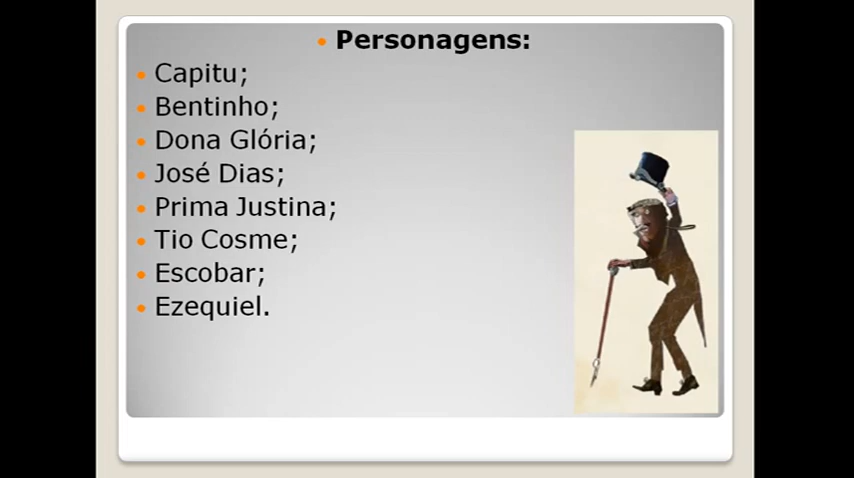 • Personagens:
• Capitu;
• Bentinho;
• Dona Glória;
• José Dias;
• Prima Justina;
• Tio Cosme;
• Escobar;
• Ezequiel.